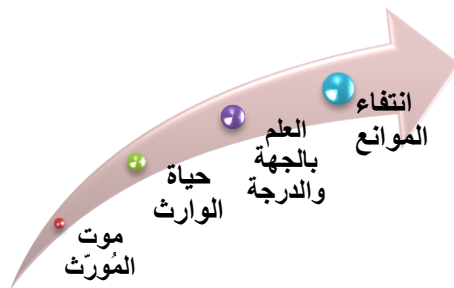 موت
المُورّث
حياة
الوارث
العلم
بالجهة
والدرجة
انتفاء
الموانع